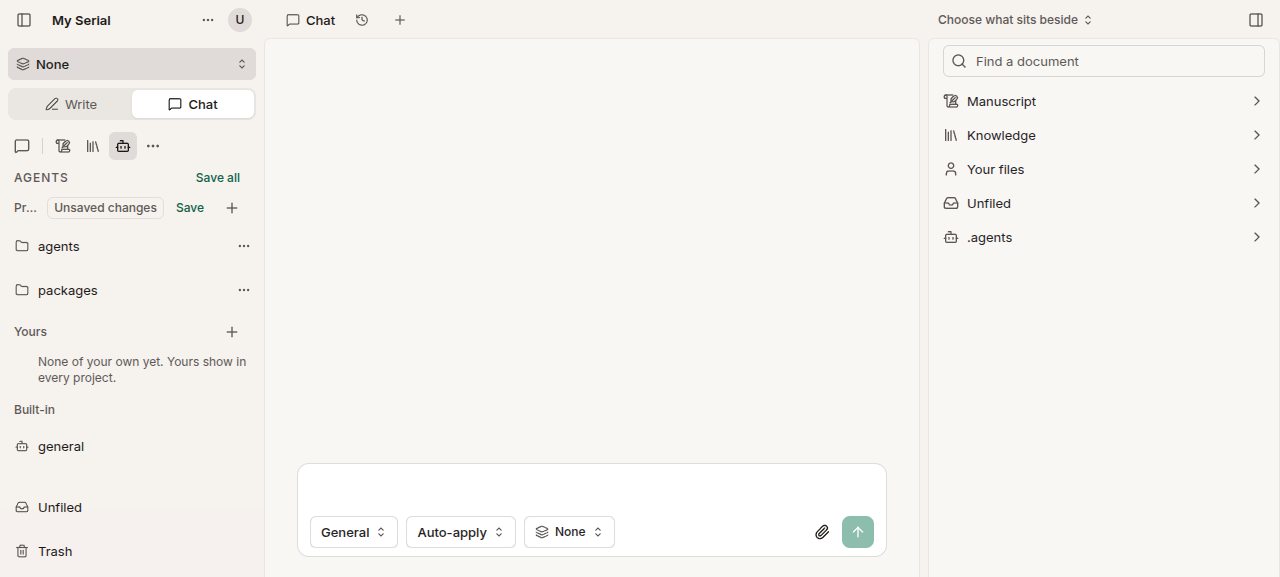 My Serial
U
None
Write
Chat
AGENTS
Save all
Pr...
Unsaved changes
Save
agents
packages
Yours
None of your own yet. Yours show in
every project.
Built-in
general
Unfiled
Trash
Chat
General
Auto-apply
None
Choose what sits beside
Find a document
Manuscript
Knowledge
Your files
Unfiled
.agents